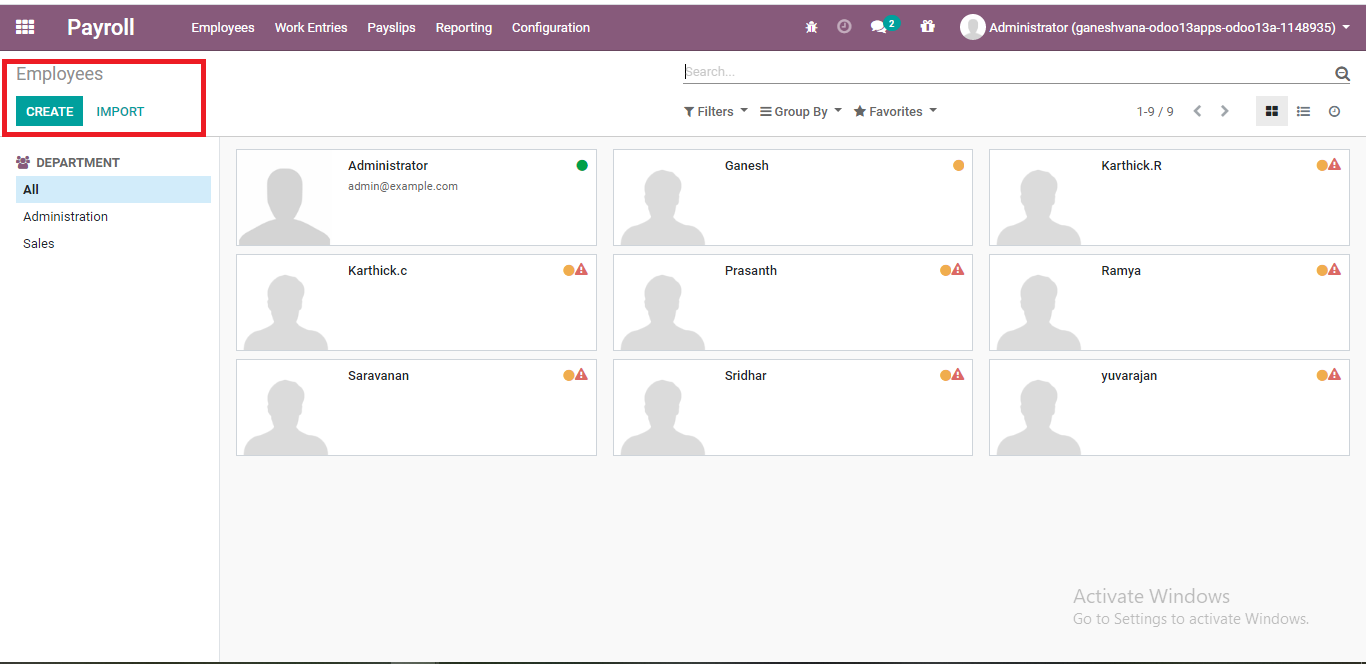 Payroll Employees Work Entries Payslips Reporting Configuration 2 Administrator (ganeshvana-odoo13apps-odoo13a-1148935)
Employees
Search...
CREATE IMPORT
Filters Group By Favorites 1-9 / 9
DEPARTMENT
All
Administration
Sales
Administrator
admin@example.com
Ganesh
Karthick.R
Karthick.c
Prasanth
Ramya
Saravanan
Sridhar
yuvarajan
Activate Windows
Go to Settings to activate Windows.